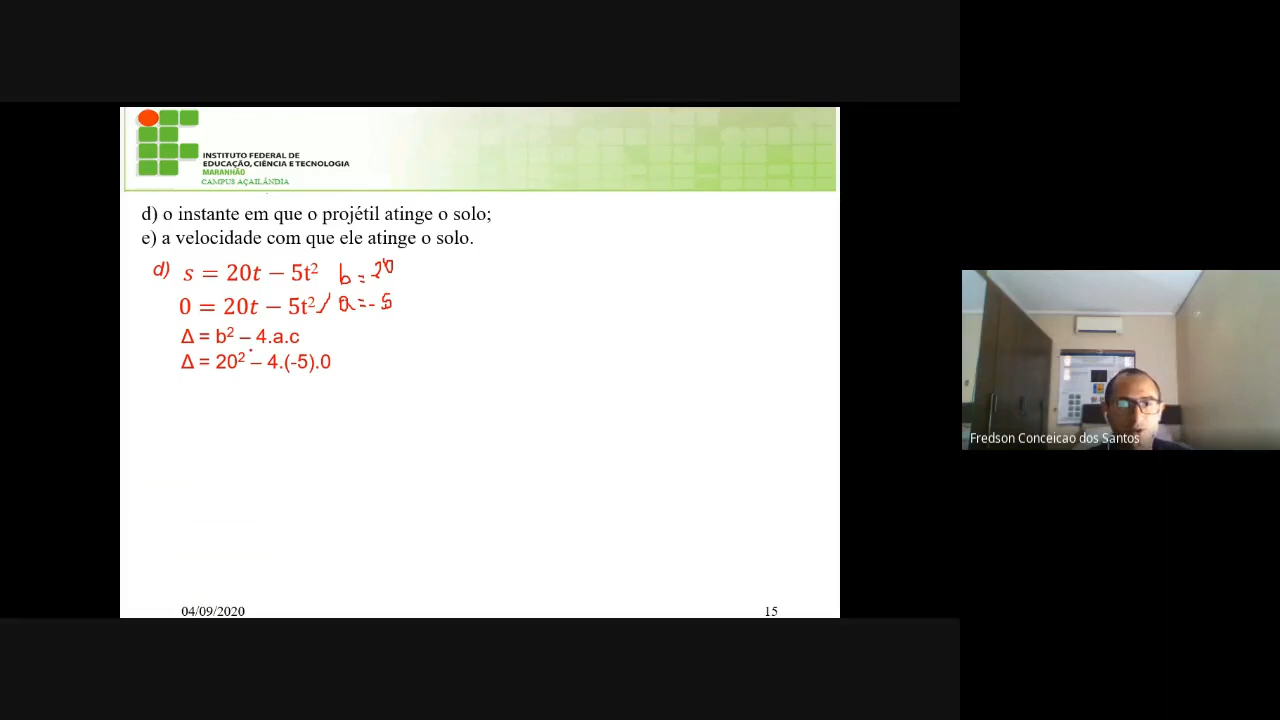 INSTITUTO FEDERAL DE
EDUCAÇÃO, CIÊNCIA E TECNOLOGIA
MARANHÃO
CAMPUS AÇAILÂNDIA
d) o instante em que o projétil atinge o solo;
e) a velocidade com que ele atinge o solo.
d) s = 20t − 5t² b = 20
0 = 20t − 5t² a = - 5
Δ = b² – 4.a.c
Δ = 20² – 4.(-5).0
04/09/2020 15
Fredson Conceicao dos Santos